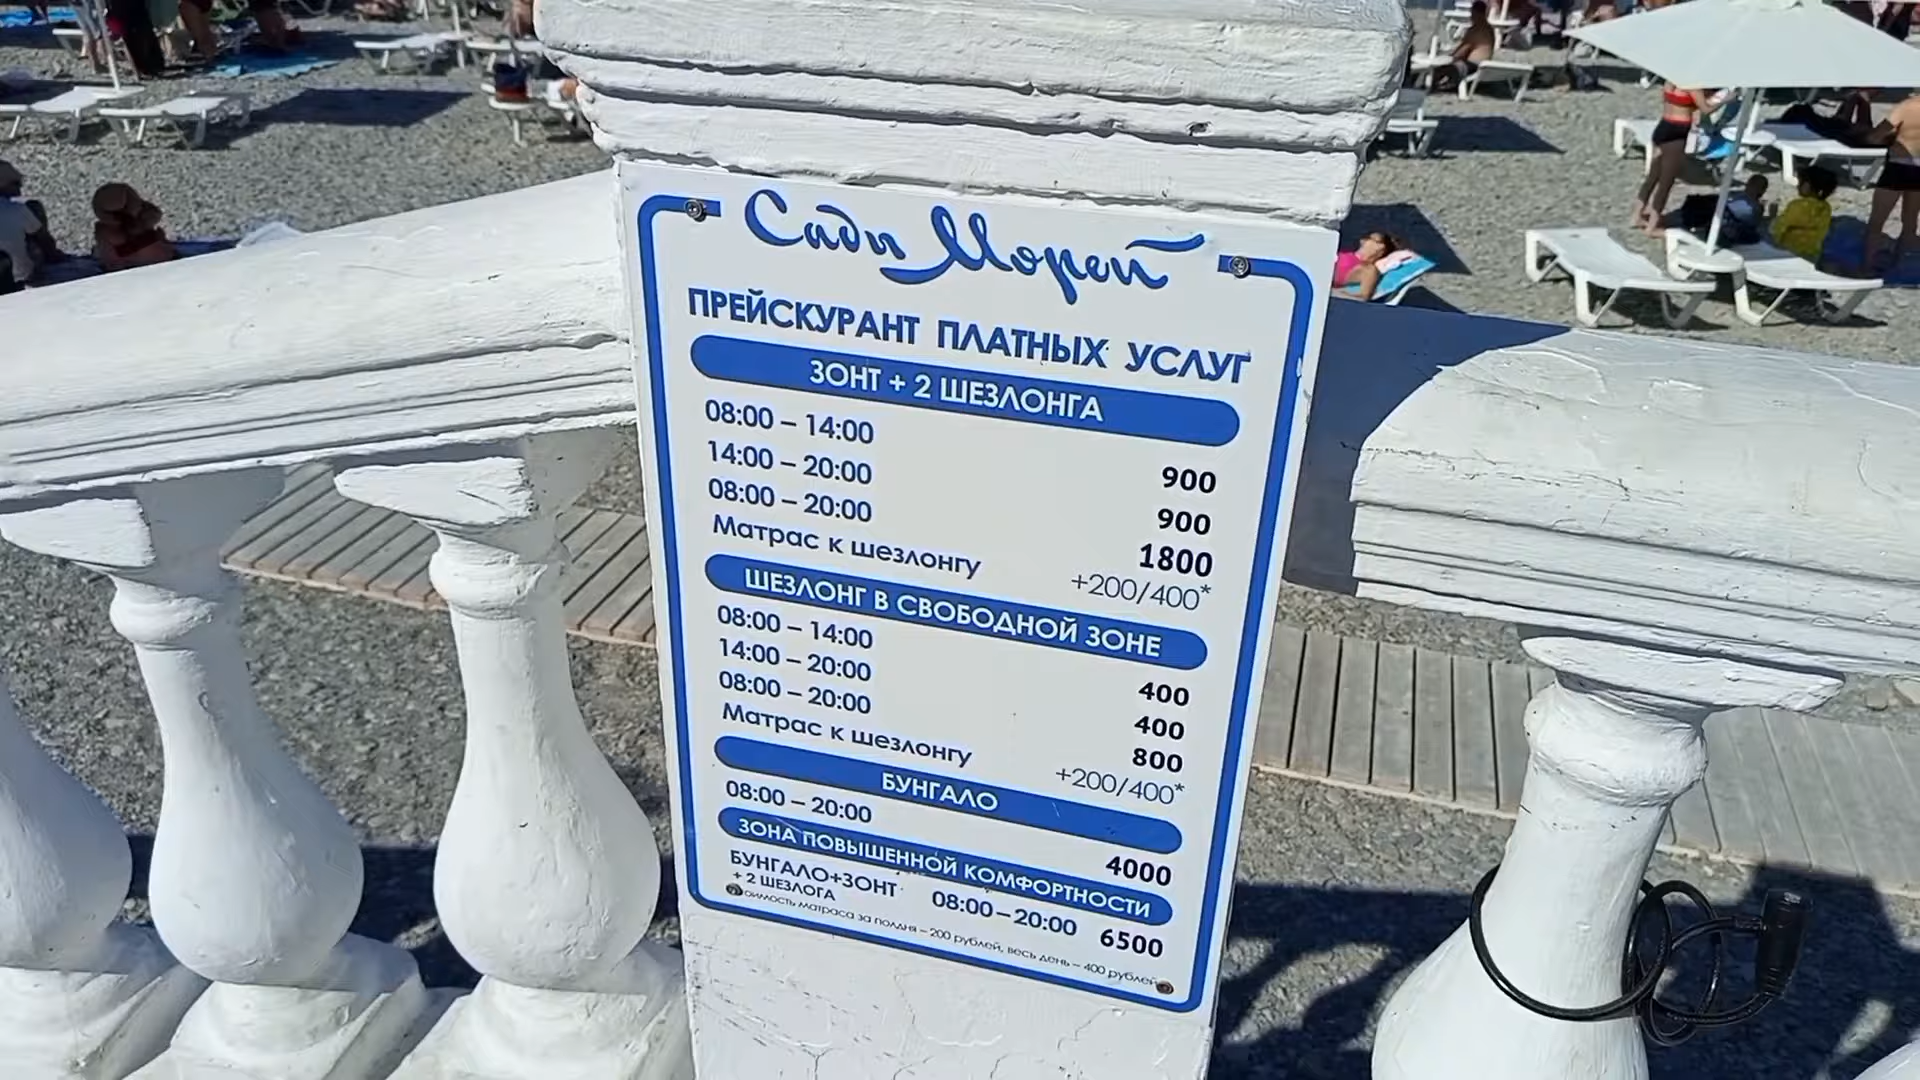 Сады Морей
ПРЕЙСКУРАНТ ПЛАТНЫХ УСЛУГ
ЗОНТ + 2 ШЕЗЛОНГА
08:00 – 14:00 900
14:00 – 20:00 900
08:00 – 20:00 1800
Матрас к шезлонгу +200/400*
ШЕЗЛОНГ В СВОБОДНОЙ ЗОНЕ
08:00 – 14:00 400
14:00 – 20:00 400
08:00 – 20:00 800
Матрас к шезлонгу +200/400*
БУНГАЛО
08:00 – 20:00 4000
ЗОНА ПОВЫШЕННОЙ КОМФОРТНОСТИ
БУНГАЛО+ЗОНТ 08:00–20:00 6500
+ 2 ШЕЗЛОГА
матраса за полдня – 200 рублей, весь день – 400 рублей